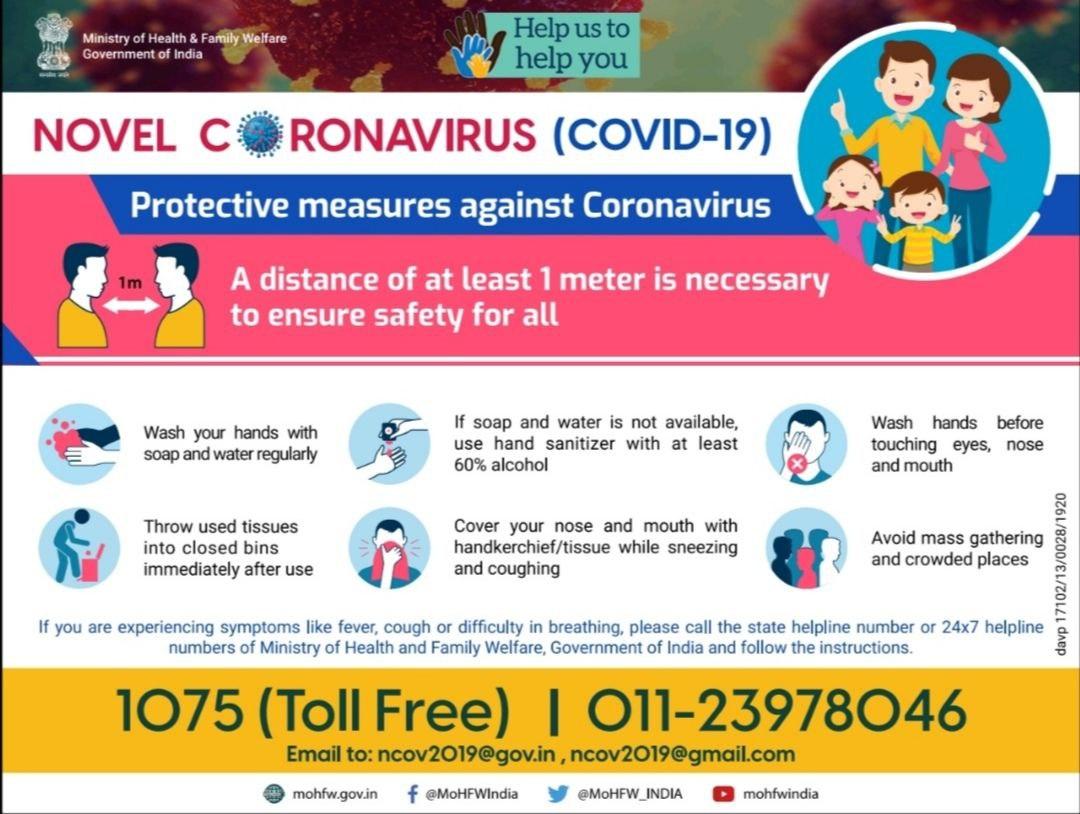 Ministry of Health & Family Welfare
Government of India
Help us to
help you
NOVEL CORONAVIRUS (COVID-19)
Protective measures against Coronavirus
1m
A distance of at least 1 meter is necessary
to ensure safety for all
Wash your hands with
soap and water regularly
If soap and water is not available,
use hand sanitizer with at least
60% alcohol
Wash hands before
touching eyes, nose
and mouth
Throw used tissues
into closed bins
immediately after use
Cover your nose and mouth with
handkerchief/tissue while sneezing
and coughing
Avoid mass gathering
and crowded places
davp 17102/13/0028/1920
If you are experiencing symptoms like fever, cough or difficulty in breathing, please call the state helpline number or 24x7 helpline
numbers of Ministry of Health and Family Welfare, Government of India and follow the instructions.
1075 (Toll Free) | 011-23978046
Email to: ncov2019@gov.in , ncov2019@gmail.com
mohfw.gov.in @MoHFWIndia @MoHFW_INDIA mohfwindia